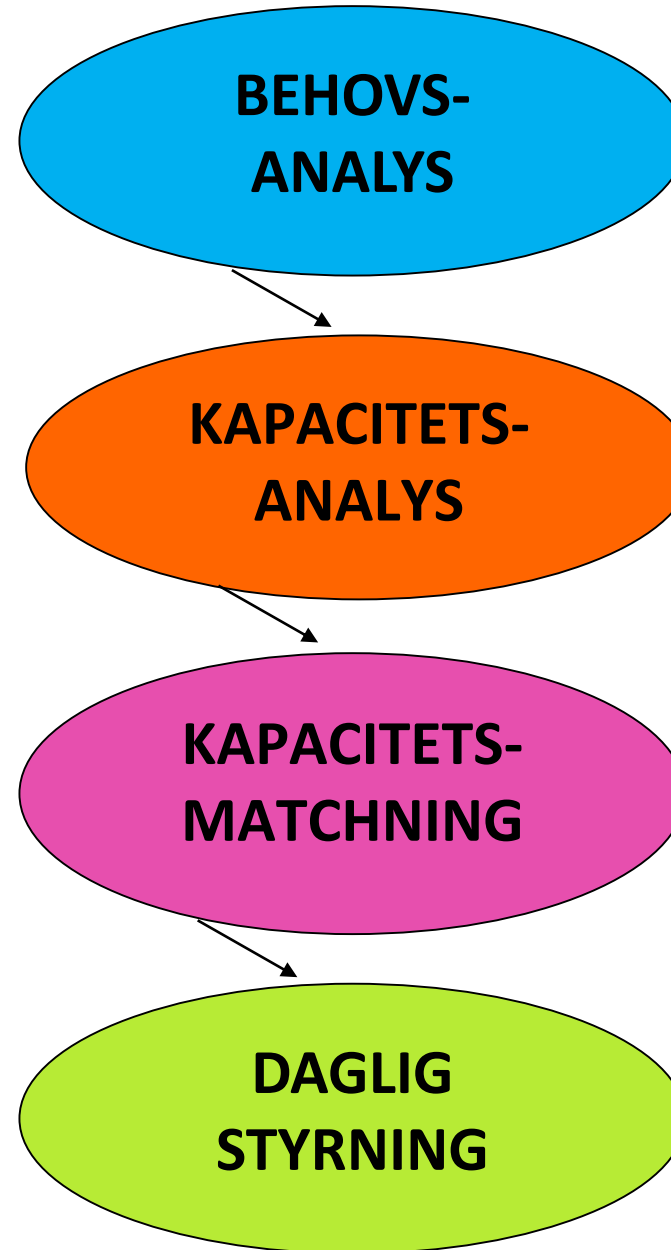 BEHOVS-
ANALYS
KAPACITETS-
ANALYS
KAPACITETS-
MATCHNING
DAGLIG
STYRNING